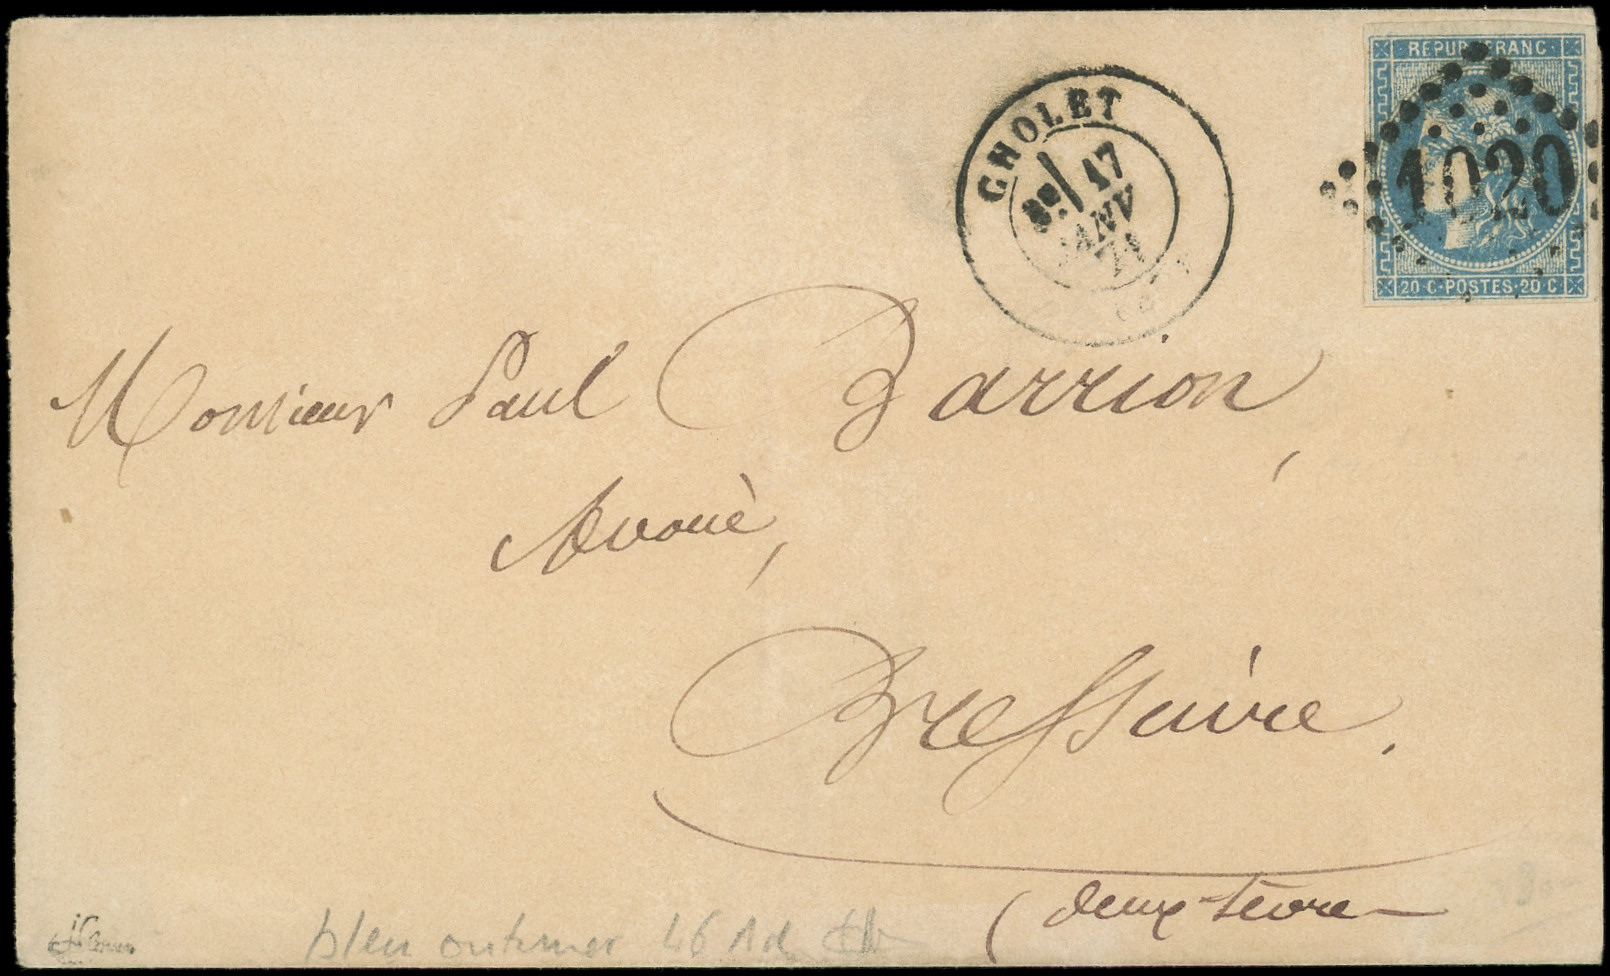 REPUB FRANC
1020
20 C · POSTES · 20 C
CHOLET
17
JANV
71
Monsieur Paul Barrion,
Avoué,
Bressuire.
(deux-sèvre
bleu outremer 46